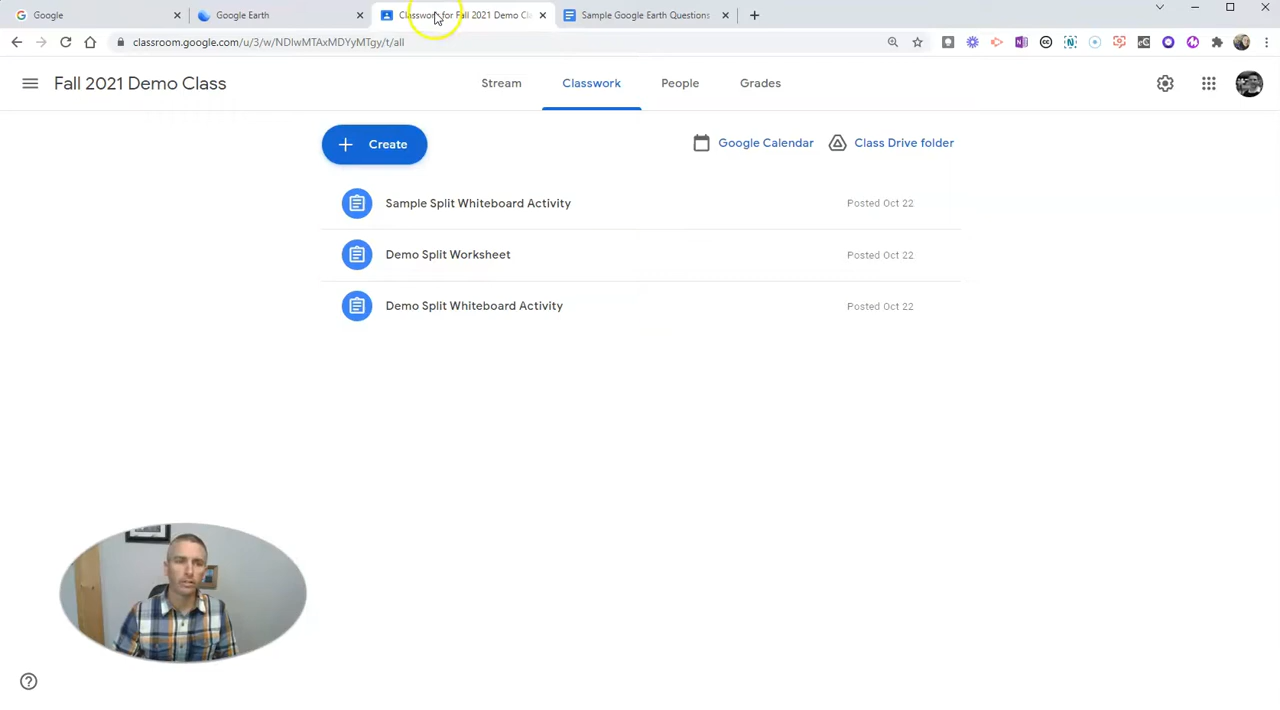 Google
Google Earth
Classwork for Fall 2021 Demo Cl
Sample Google Earth Questions
classroom.google.com/u/3/w/NDIwMTAxMDYyMTgy/t/all
Fall 2021 Demo Class
Stream
Classwork
People
Grades
Create
Google Calendar
Class Drive folder
Sample Split Whiteboard Activity
Posted Oct 22
Demo Split Worksheet
Posted Oct 22
Demo Split Whiteboard Activity
Posted Oct 22